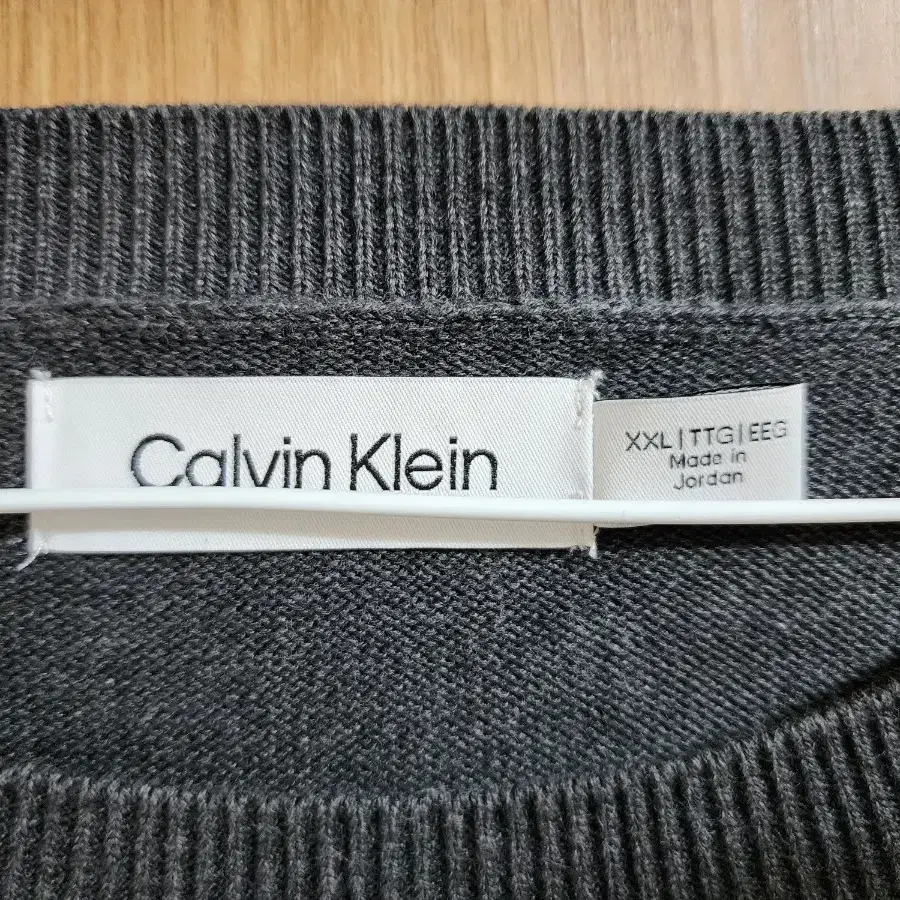 Calvin Klein
XXL|TTG|EEG
Made in
Jordan